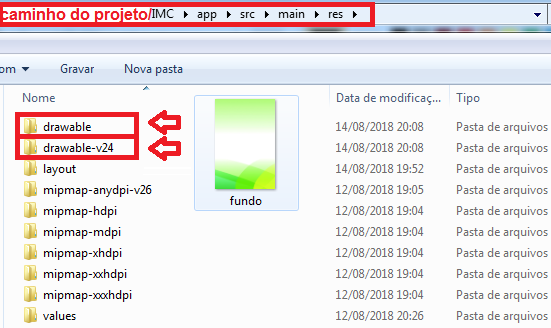 caminho do projeto/IMC ▸ app ▸ src ▸ main ▸ res ▸
om Gravar Nova pasta
Nome Data de modificaç... Tipo
drawable 14/08/2018 20:08 Pasta de arquivos
drawable-v24 14/08/2018 20:08 Pasta de arquivos
layout 14/08/2018 19:52 Pasta de arquivos
mipmap-anydpi-v26 12/08/2018 19:05 Pasta de arquivos
mipmap-hdpi 12/08/2018 19:04 Pasta de arquivos
mipmap-mdpi 12/08/2018 19:04 Pasta de arquivos
mipmap-xhdpi 12/08/2018 19:04 Pasta de arquivos
mipmap-xxhdpi 12/08/2018 19:04 Pasta de arquivos
mipmap-xxxhdpi 12/08/2018 19:04 Pasta de arquivos
values 12/08/2018 20:26 Pasta de arquivos
fundo